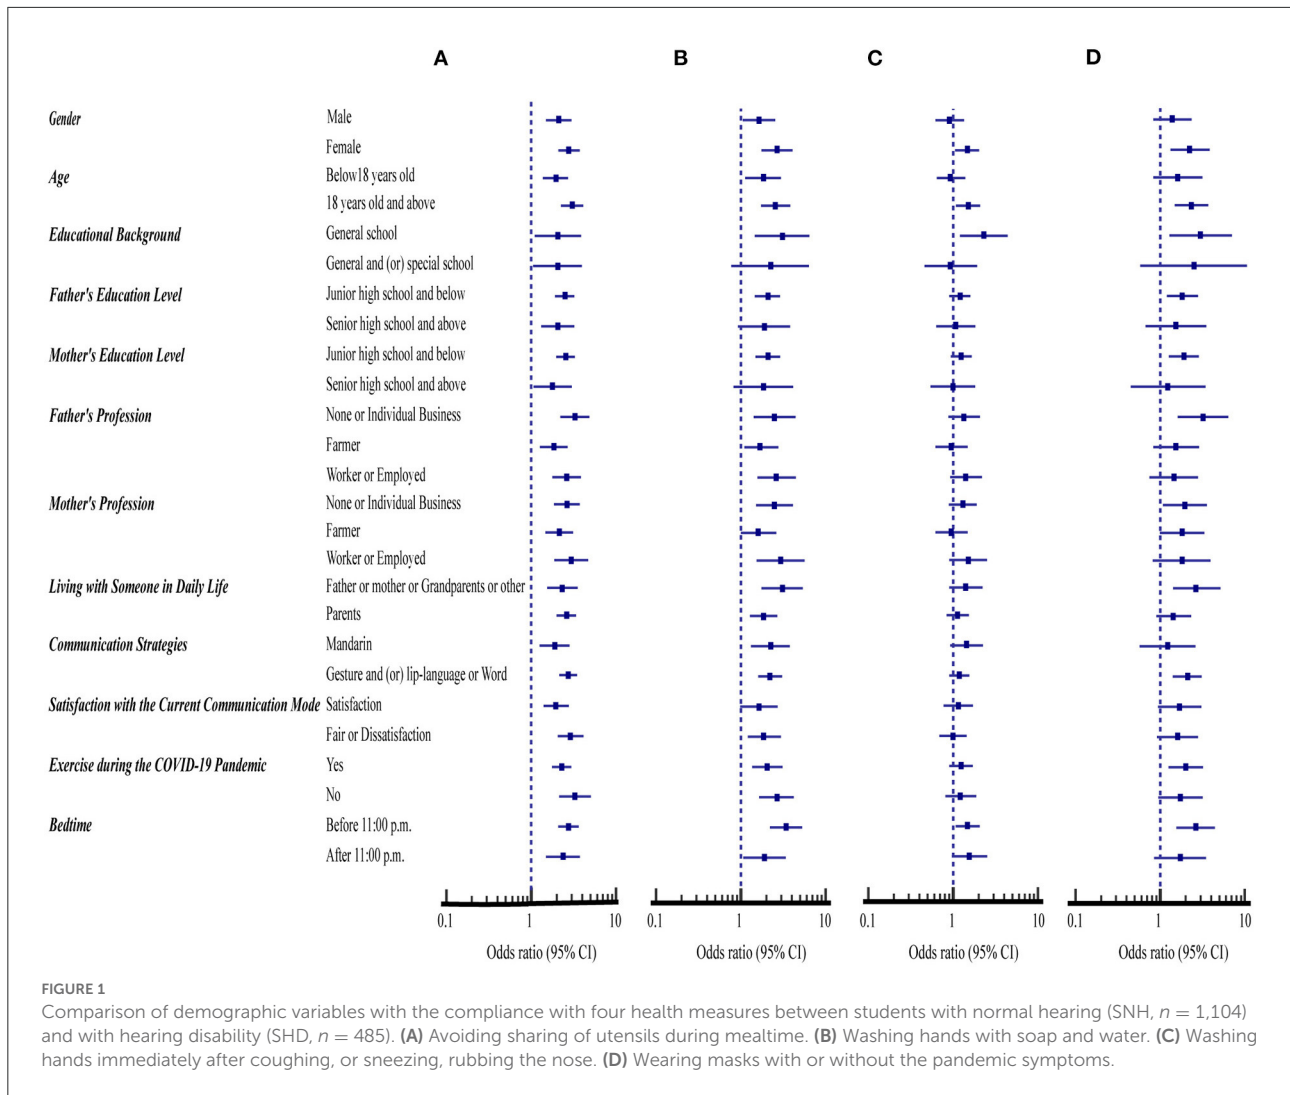 A B C D
Gender Male
Female
Age Below18 years old
18 years old and above
Educational Background General school
General and (or) special school
Father's Education Level Junior high school and below
Senior high school and above
Mother's Education Level Junior high school and below
Senior high school and above
Father's Profession None or Individual Business
Farmer
Worker or Employed
Mother's Profession None or Individual Business
Farmer
Worker or Employed
Living with Someone in Daily Life Father or mother or Grandparents or other
Parents
Communication Strategies Mandarin
Gesture and (or) lip-language or Word
Satisfaction with the Current Communication Mode Satisfaction
Fair or Dissatisfaction
Exercise during the COVID-19 Pandemic Yes
No
Bedtime Before 11:00 p.m.
After 11:00 p.m.
0.1 1 10 0.1 1 10 0.1 1 10 0.1 1 10
Odds ratio (95% CI) Odds ratio (95% CI) Odds ratio (95% CI) Odds ratio (95% CI)
FIGURE 1
Comparison of demographic variables with the compliance with four health measures between students with normal hearing (SNH, n = 1,104)
and with hearing disability (SHD, n = 485). (A) Avoiding sharing of utensils during mealtime. (B) Washing hands with soap and water. (C) Washing
hands immediately after coughing, or sneezing, rubbing the nose. (D) Wearing masks with or without the pandemic symptoms.